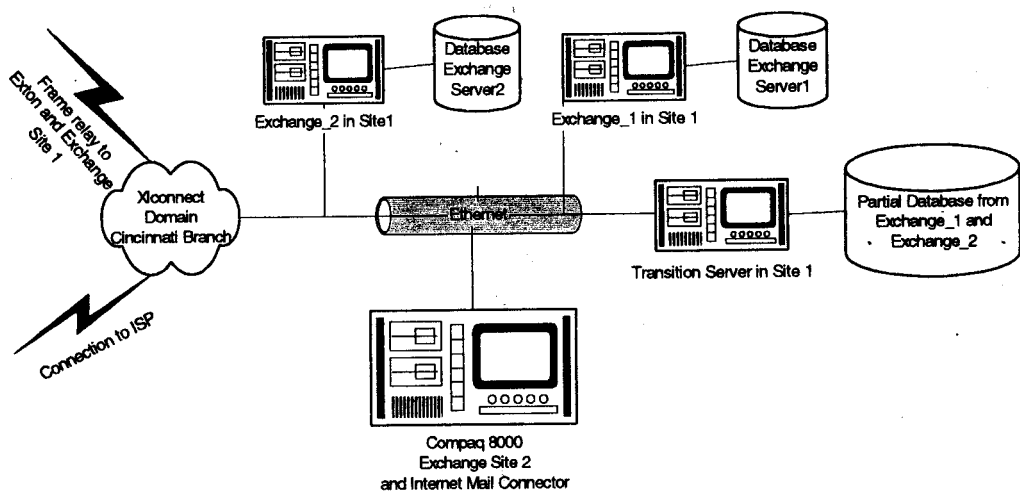 Frame relay to
Exton and Exchange
Site 1
Database
Exchange
Server2
Exchange_2 in Site1
Database
Exchange
Server1
Exchange_1 in Site 1
Xlconnect
Domain
Cincinnati Branch
Ethernet
Partial Database from
Exchange_1 and
Exchange_2
Transition Server in Site 1
Connection to ISP
Compaq 8000
Exchange Site 2
and Internet Mail Connector